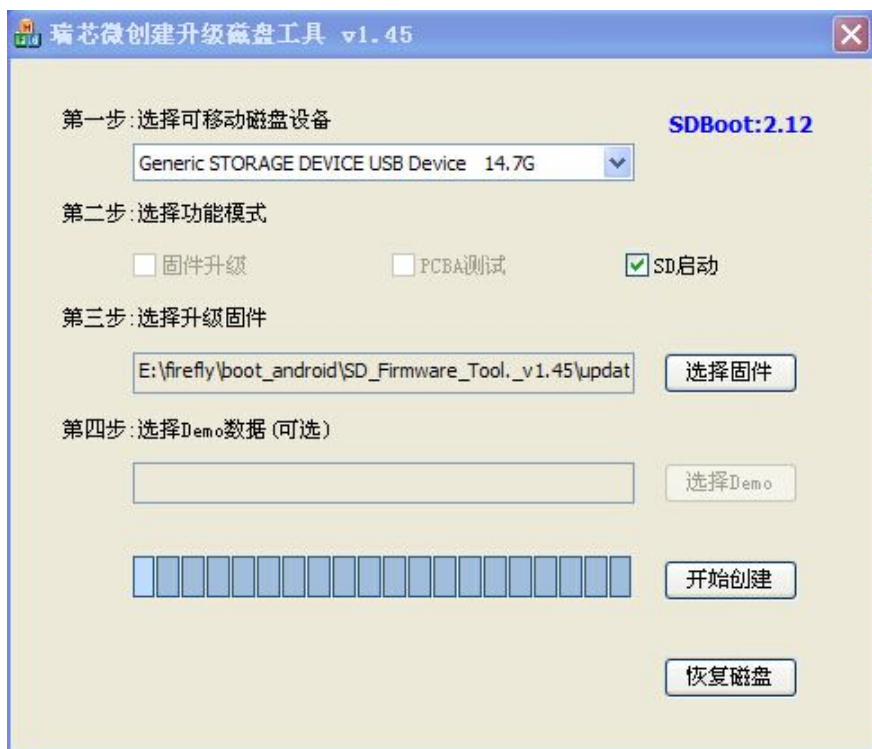 瑞芯微创建升级磁盘工具 v1.45
第一步:选择可移动磁盘设备
SDBoot:2.12
Generic STORAGE DEVICE USB Device 14.7G
第二步:选择功能模式
固件升级 PCBA测试 SD启动
第三步:选择升级固件
E:\firefly\boot_android\SD_Firmware_Tool._v1.45\updat 选择固件
第四步:选择Demo数据(可选)
选择Demo
开始创建
恢复磁盘